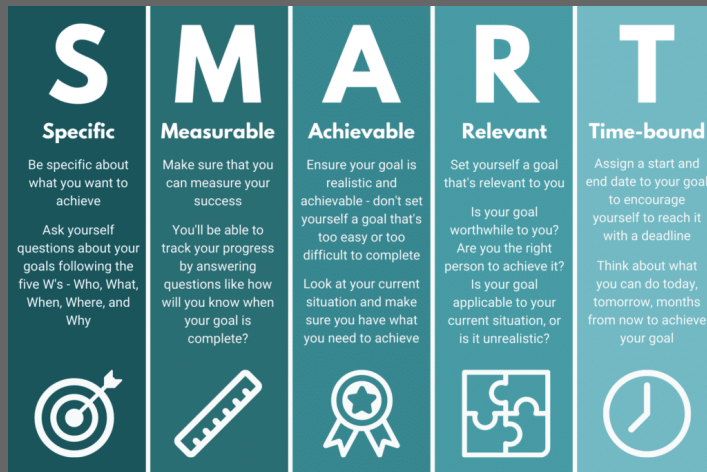 S
Specific
Be specific about
what you want to
achieve
Ask yourself
questions about your
goals following the
five W's - Who, What,
When, Where, and
Why
M
Measurable
Make sure that you
can measure your
success
You'll be able to
track your progress
by answering
questions like how
will you know when
your goal is
complete?
A
Achievable
Ensure your goal is
realistic and
achievable - don't set
yourself a goal that's
too easy or too
difficult to complete
Look at your current
situation and make
sure you have what
you need to achieve
R
Relevant
Set yourself a goal
that's relevant to you
Is your goal
worthwhile to you?
Are you the right
person to achieve it?
Is your goal
applicable to your
current situation, or
is it unrealistic?
T
Time-bound
Assign a start and
end date to your goal
to encourage
yourself to reach it
with a deadline
Think about what
you can do today,
tomorrow, months
from now to achieve
your goal